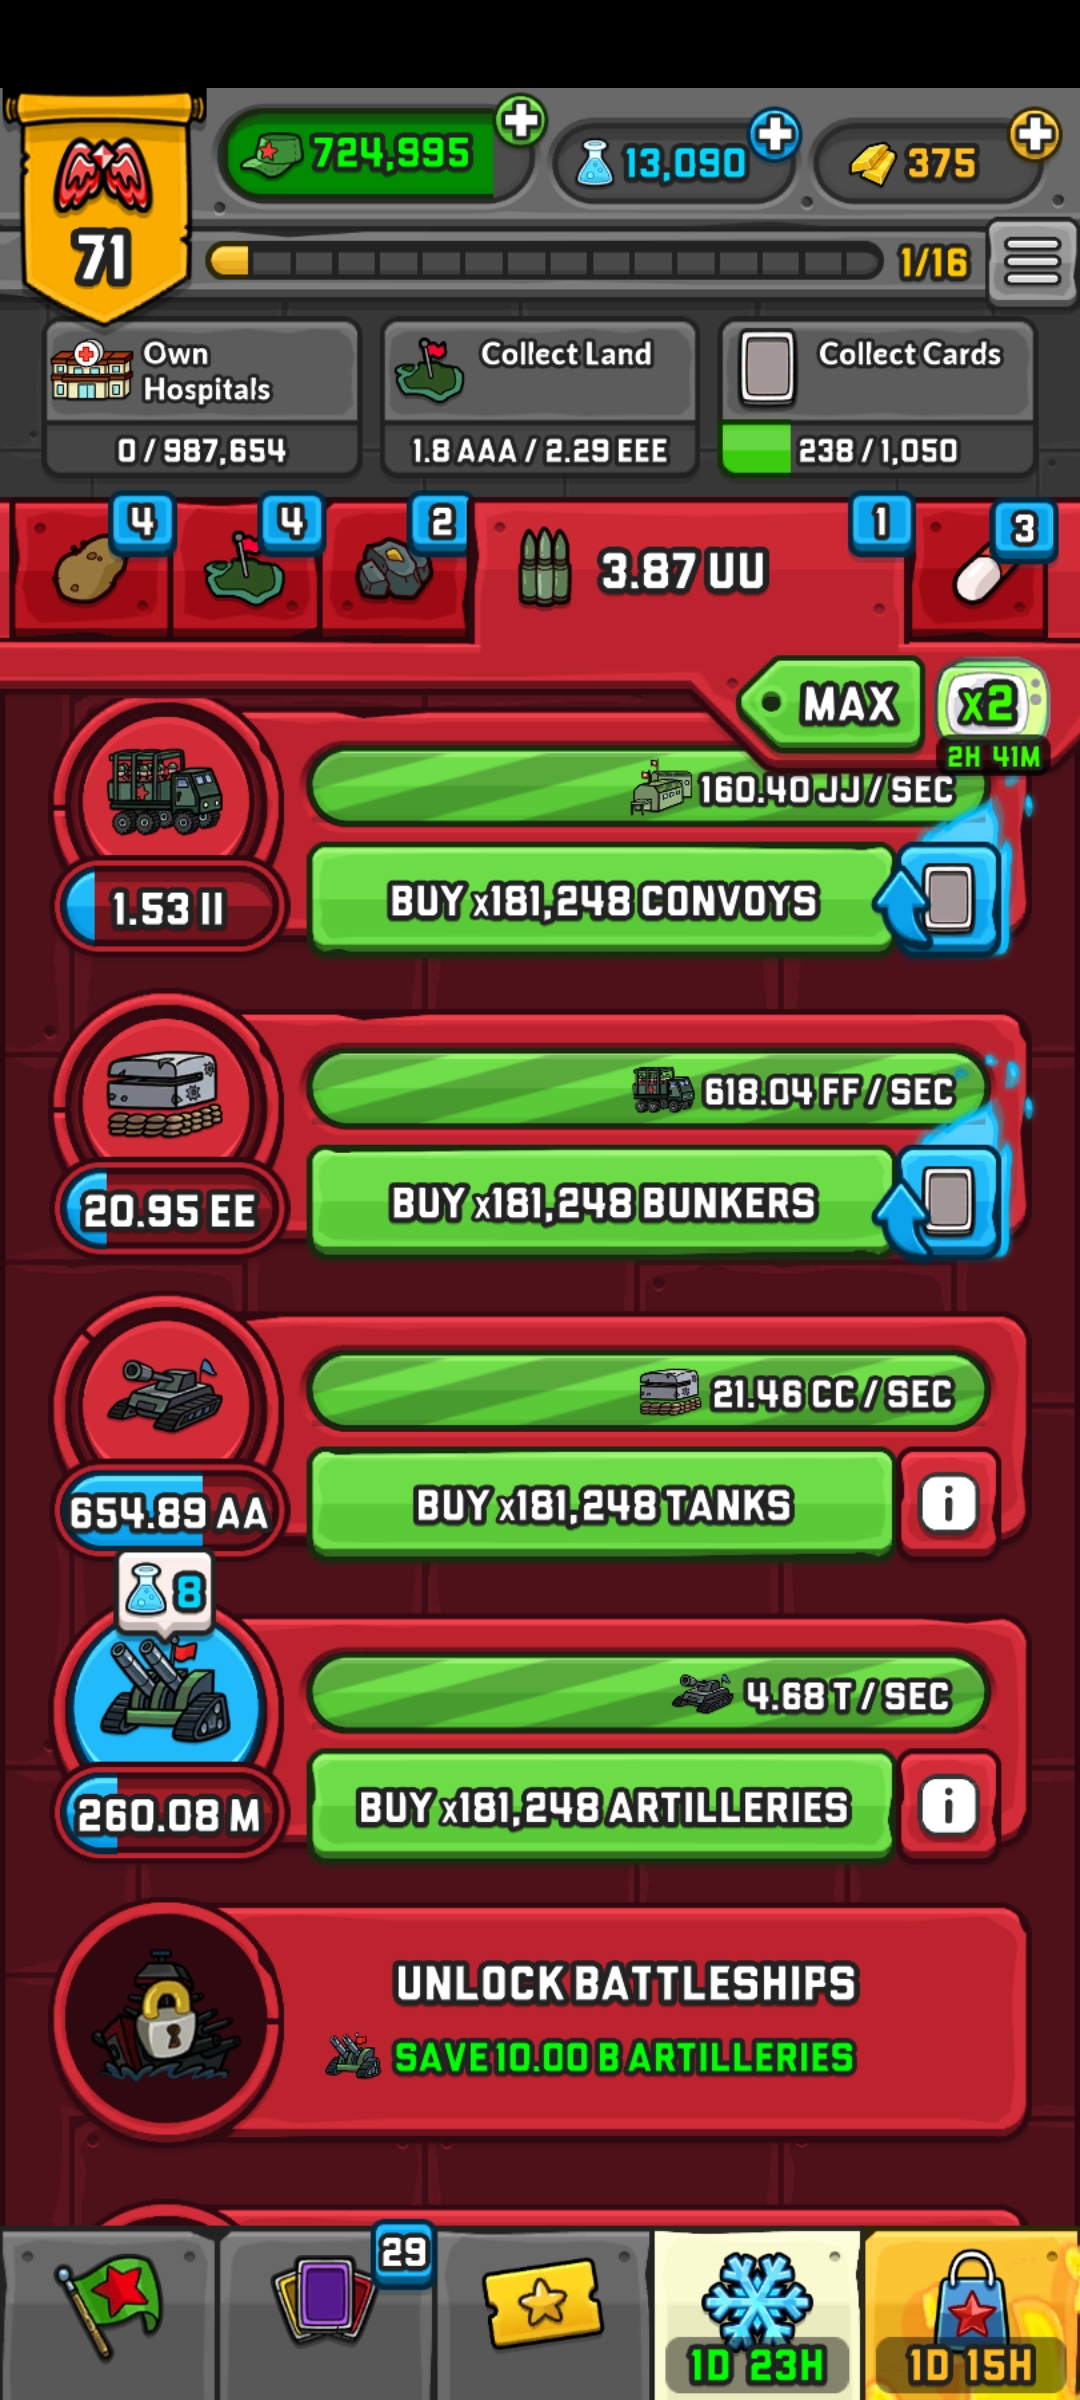 71
724,995
13,090
375
1/16
Own
Hospitals
0 / 987,654
Collect Land
1.8 AAA / 2.29 EEE
Collect Cards
238 / 1,050
4
4
2
3.87 UU
1
3
MAX
x2
2H 41M
160.40 JJ / SEC
1.53 II
BUY x181,248 CONVOYS
618.04 FF / SEC
20.95 EE
BUY x181,248 BUNKERS
21.46 CC / SEC
654.89 AA
BUY x181,248 TANKS
i
8
4.68 T / SEC
260.08 M
BUY x181,248 ARTILLERIES
i
UNLOCK BATTLESHIPS
SAVE 10.00 B ARTILLERIES
29
1D 23H
1D 15H